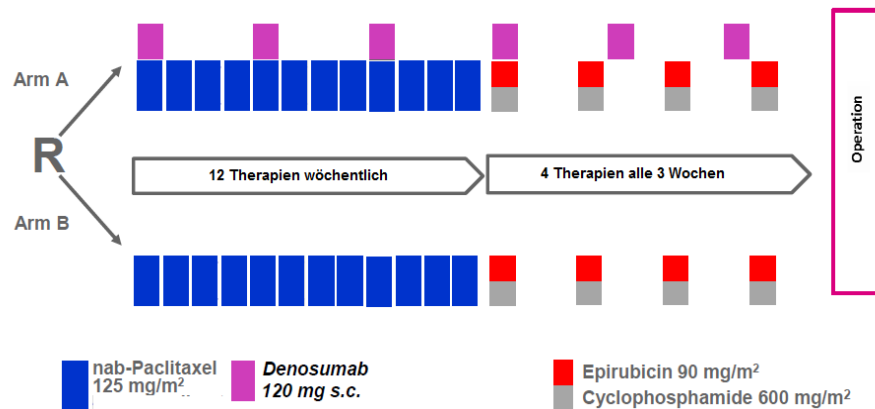 Arm A
R
12 Therapien wöchentlich
4 Therapien alle 3 Wochen
Operation
Arm B
nab-Paclitaxel
125 mg/m²
Denosumab
120 mg s.c.
Epirubicin 90 mg/m²
Cyclophosphamide 600 mg/m²